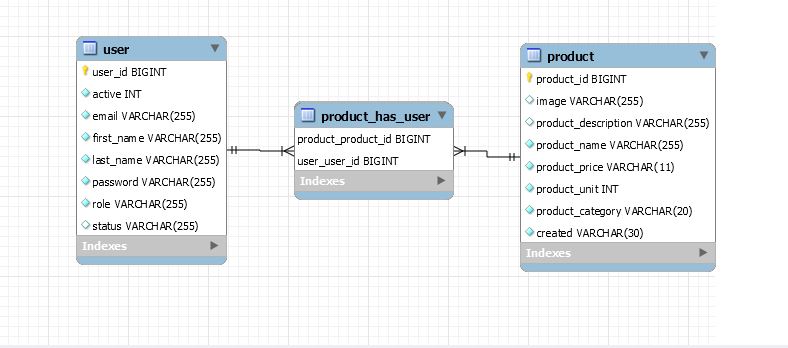 user
user_id BIGINT
active INT
email VARCHAR(255)
first_name VARCHAR(255)
last_name VARCHAR(255)
password VARCHAR(255)
role VARCHAR(255)
status VARCHAR(255)
Indexes
product_has_user
product_product_id BIGINT
user_user_id BIGINT
Indexes
product
product_id BIGINT
image VARCHAR(255)
product_description VARCHAR(255)
product_name VARCHAR(255)
product_price VARCHAR(11)
product_unit INT
product_category VARCHAR(20)
created VARCHAR(30)
Indexes